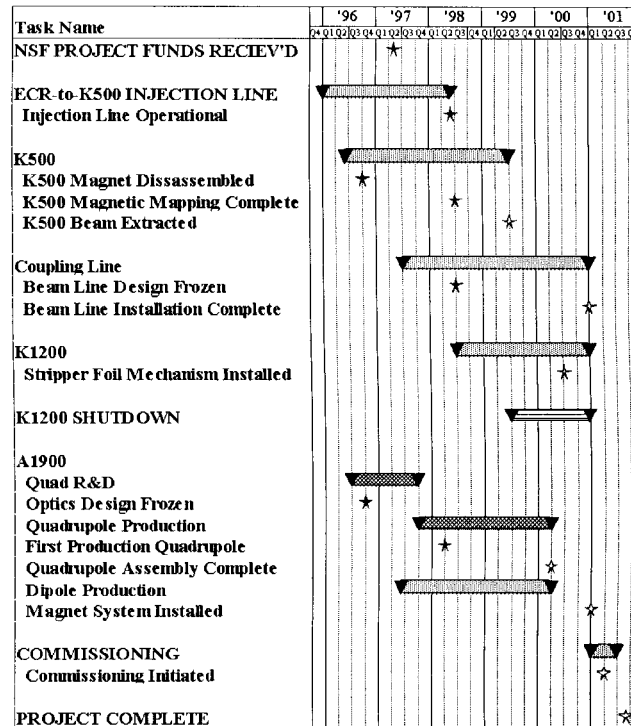 '96 '97 '98 '99 '00 '01
Task Name
Q4 Q1 Q2 Q3 Q4 Q1 Q2 Q3 Q4 Q1 Q2 Q3 Q4 Q1 Q2 Q3 Q4 Q1 Q2 Q3 Q4 Q1 Q2 Q3
NSF PROJECT FUNDS RECIEV'D
ECR-to-K500 INJECTION LINE
Injection Line Operational
K500
K500 Magnet Dissassembled
K500 Magnetic Mapping Complete
K500 Beam Extracted
Coupling Line
Beam Line Design Frozen
Beam Line Installation Complete
K1200
Stripper Foil Mechanism Installed
K1200 SHUTDOWN
A1900
Quad R&D
Optics Design Frozen
Quadrupole Production
First Production Quadrupole
Quadrupole Assembly Complete
Dipole Production
Magnet System Installed
COMMISSIONING
Commissioning Initiated
PROJECT COMPLETE